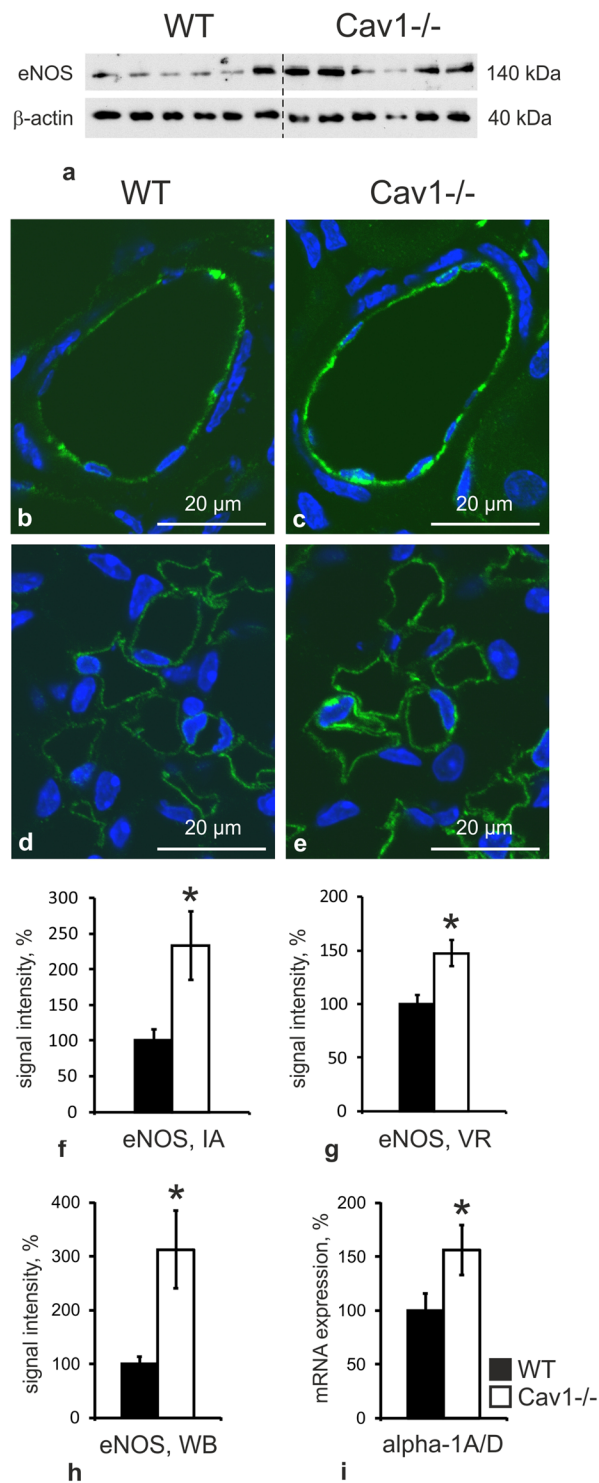 WT Cav1-/-
eNOS 140 kDa
β-actin 40 kDa
a
WT Cav1-/-
20 µm 20 µm
b c
20 µm 20 µm
d e
signal intensity, %
300
250
200
150
100
50
0
*
eNOS, IA
f
signal intensity, %
200
150
100
50
0
*
eNOS, VR
g
signal intensity, %
400
300
200
100
0
*
eNOS, WB
h
mRNA expression, %
200
150
100
50
0
*
WT
Cav1-/-
alpha-1A/D
i